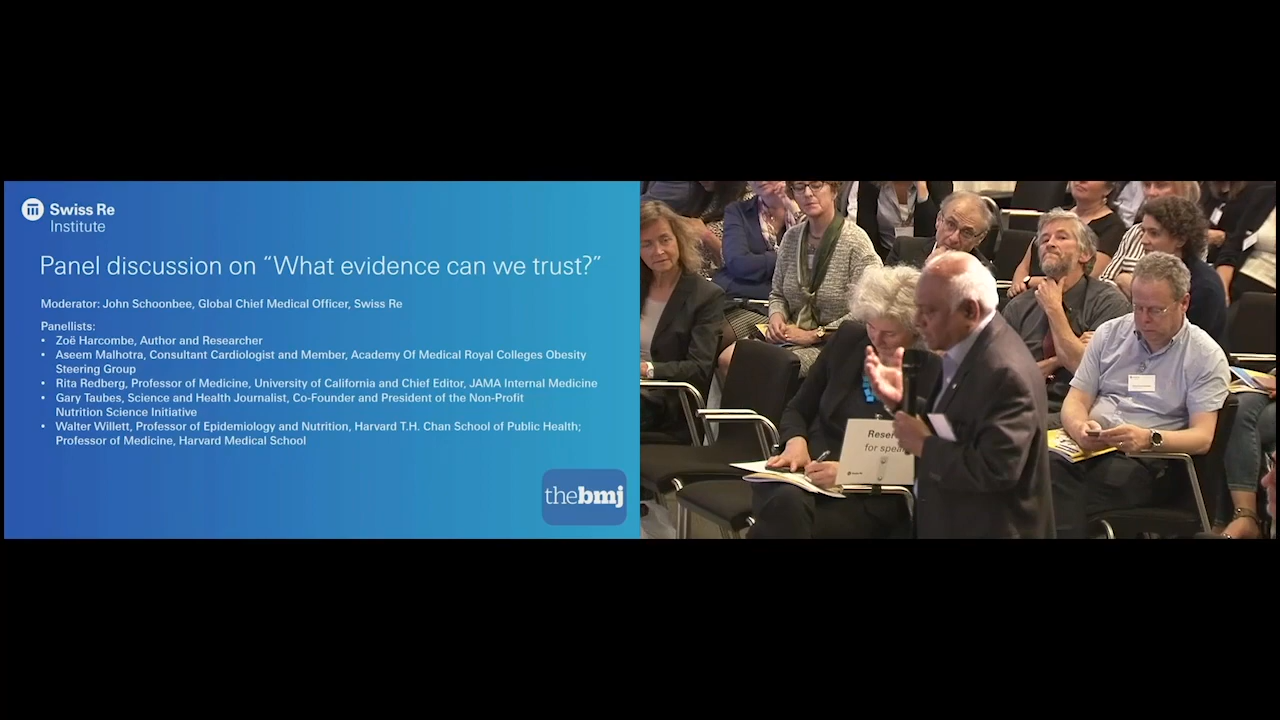 Swiss Re
Institute
Panel discussion on “What evidence can we trust?”
Moderator: John Schoonbee, Global Chief Medical Officer, Swiss Re
Panellists:
• Zoë Harcombe, Author and Researcher
• Aseem Malhotra, Consultant Cardiologist and Member, Academy Of Medical Royal Colleges Obesity
Steering Group
• Rita Redberg, Professor of Medicine, University of California and Chief Editor, JAMA Internal Medicine
• Gary Taubes, Science and Health Journalist, Co-Founder and President of the Non-Profit
Nutrition Science Initiative
• Walter Willett, Professor of Epidemiology and Nutrition, Harvard T.H. Chan School of Public Health;
Professor of Medicine, Harvard Medical School
thebmj
for